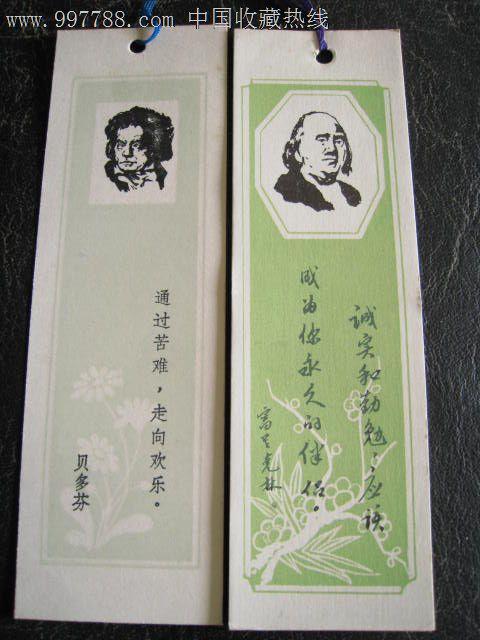 www.997788.com 中国收藏热线
通过苦难，走向欢乐。
贝多芬
誠实和勤勉，应该
成为你永久的伴侣。
富兰克林。